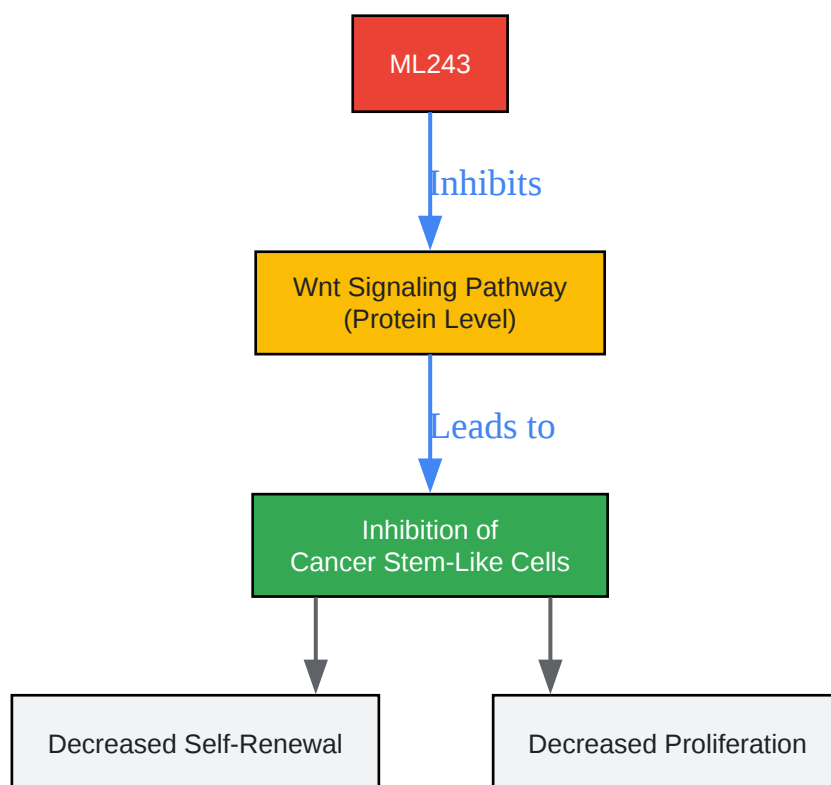 ML243
Inhibits
Wnt Signaling Pathway
(Protein Level)
Leads to
Inhibition of
Cancer Stem-Like Cells
Decreased Self-Renewal
Decreased Proliferation